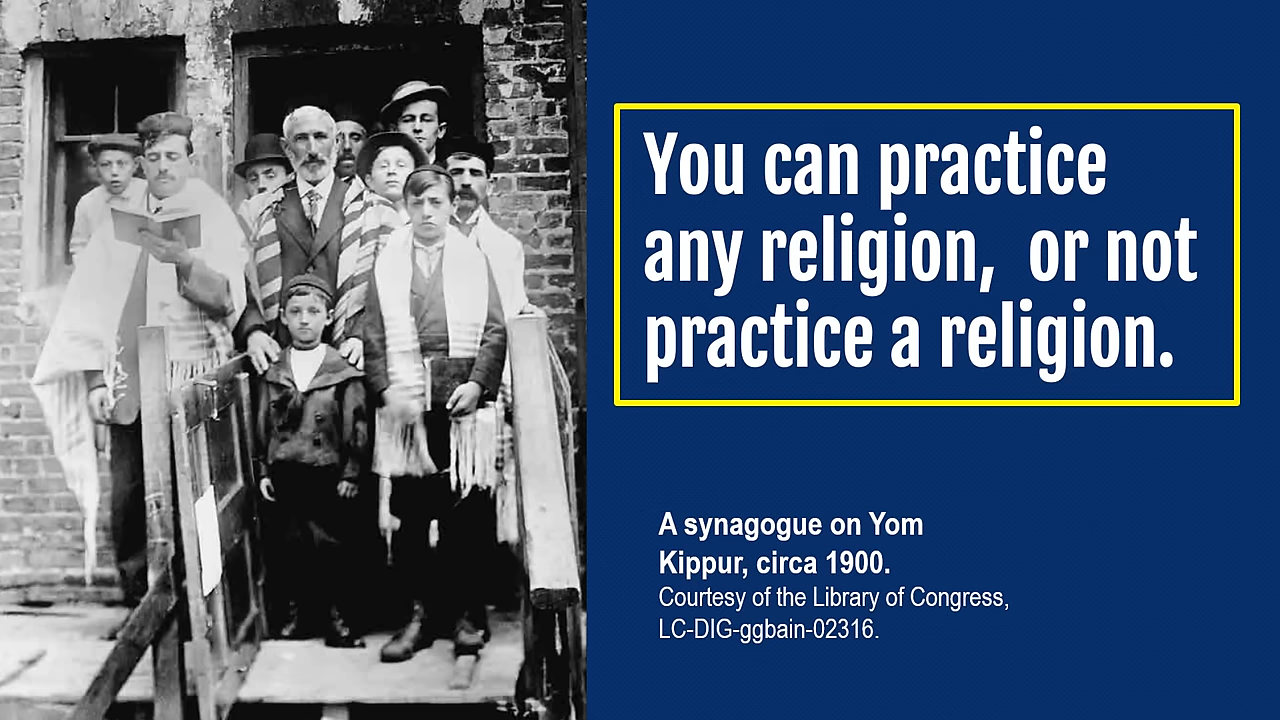 You can practice
any religion,  or not
practice a religion.
A synagogue on Yom
Kippur, circa 1900.
Courtesy of the Library of Congress,
LC-DIG-ggbain-02316.